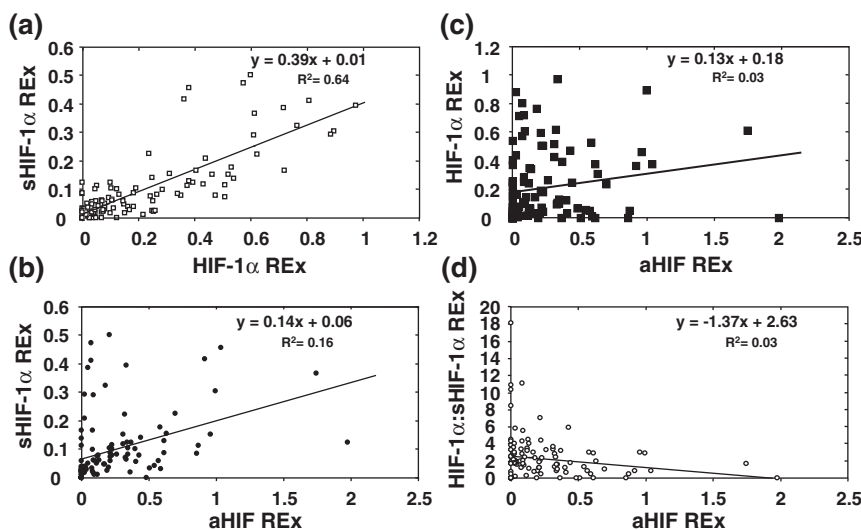 (a)
y = 0.39x + 0.01
R²= 0.64
sHIF-1α REx
0.6
0.5
0.4
0.3
0.2
0.1
0
0 0.2 0.4 0.6 0.8 1 1.2
HIF-1α REx
(c)
y = 0.13x + 0.18
R²= 0.03
HIF-1α REx
1.2
1
0.8
0.6
0.4
0.2
0
0 0.5 1 1.5 2 2.5
aHIF REx
(b)
y = 0.14x + 0.06
R²= 0.16
sHIF-1α REx
0.6
0.5
0.4
0.3
0.2
0.1
0
0 0.5 1 1.5 2 2.5
aHIF REx
(d)
y = -1.37x + 2.63
R²= 0.03
HIF-1α:sHIF-1α REx
20
18
16
14
12
10
8
6
4
2
0
0 0.5 1 1.5 2 2.5
aHIF REx